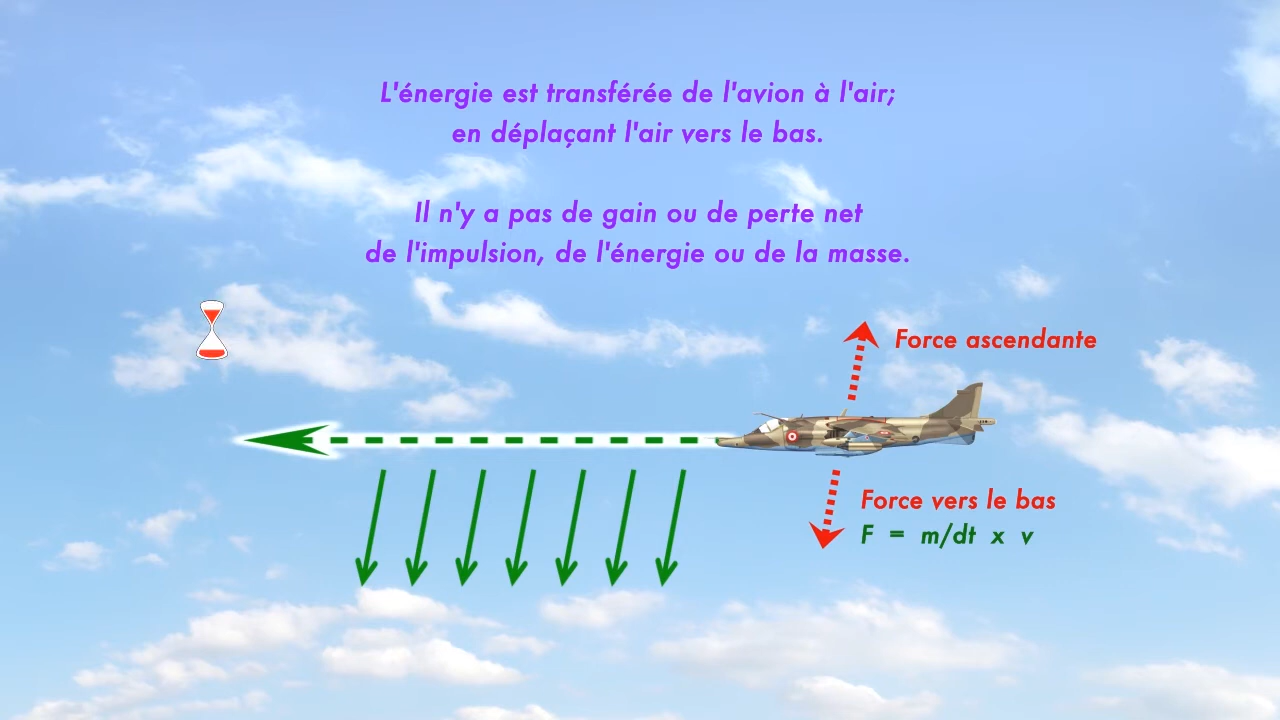 L'énergie est transférée de l'avion à l'air;
en déplaçant l'air vers le bas.
Il n'y a pas de gain ou de perte net
de l'impulsion, de l'énergie ou de la masse.
Force ascendante
Force vers le bas
F = m/dt x v